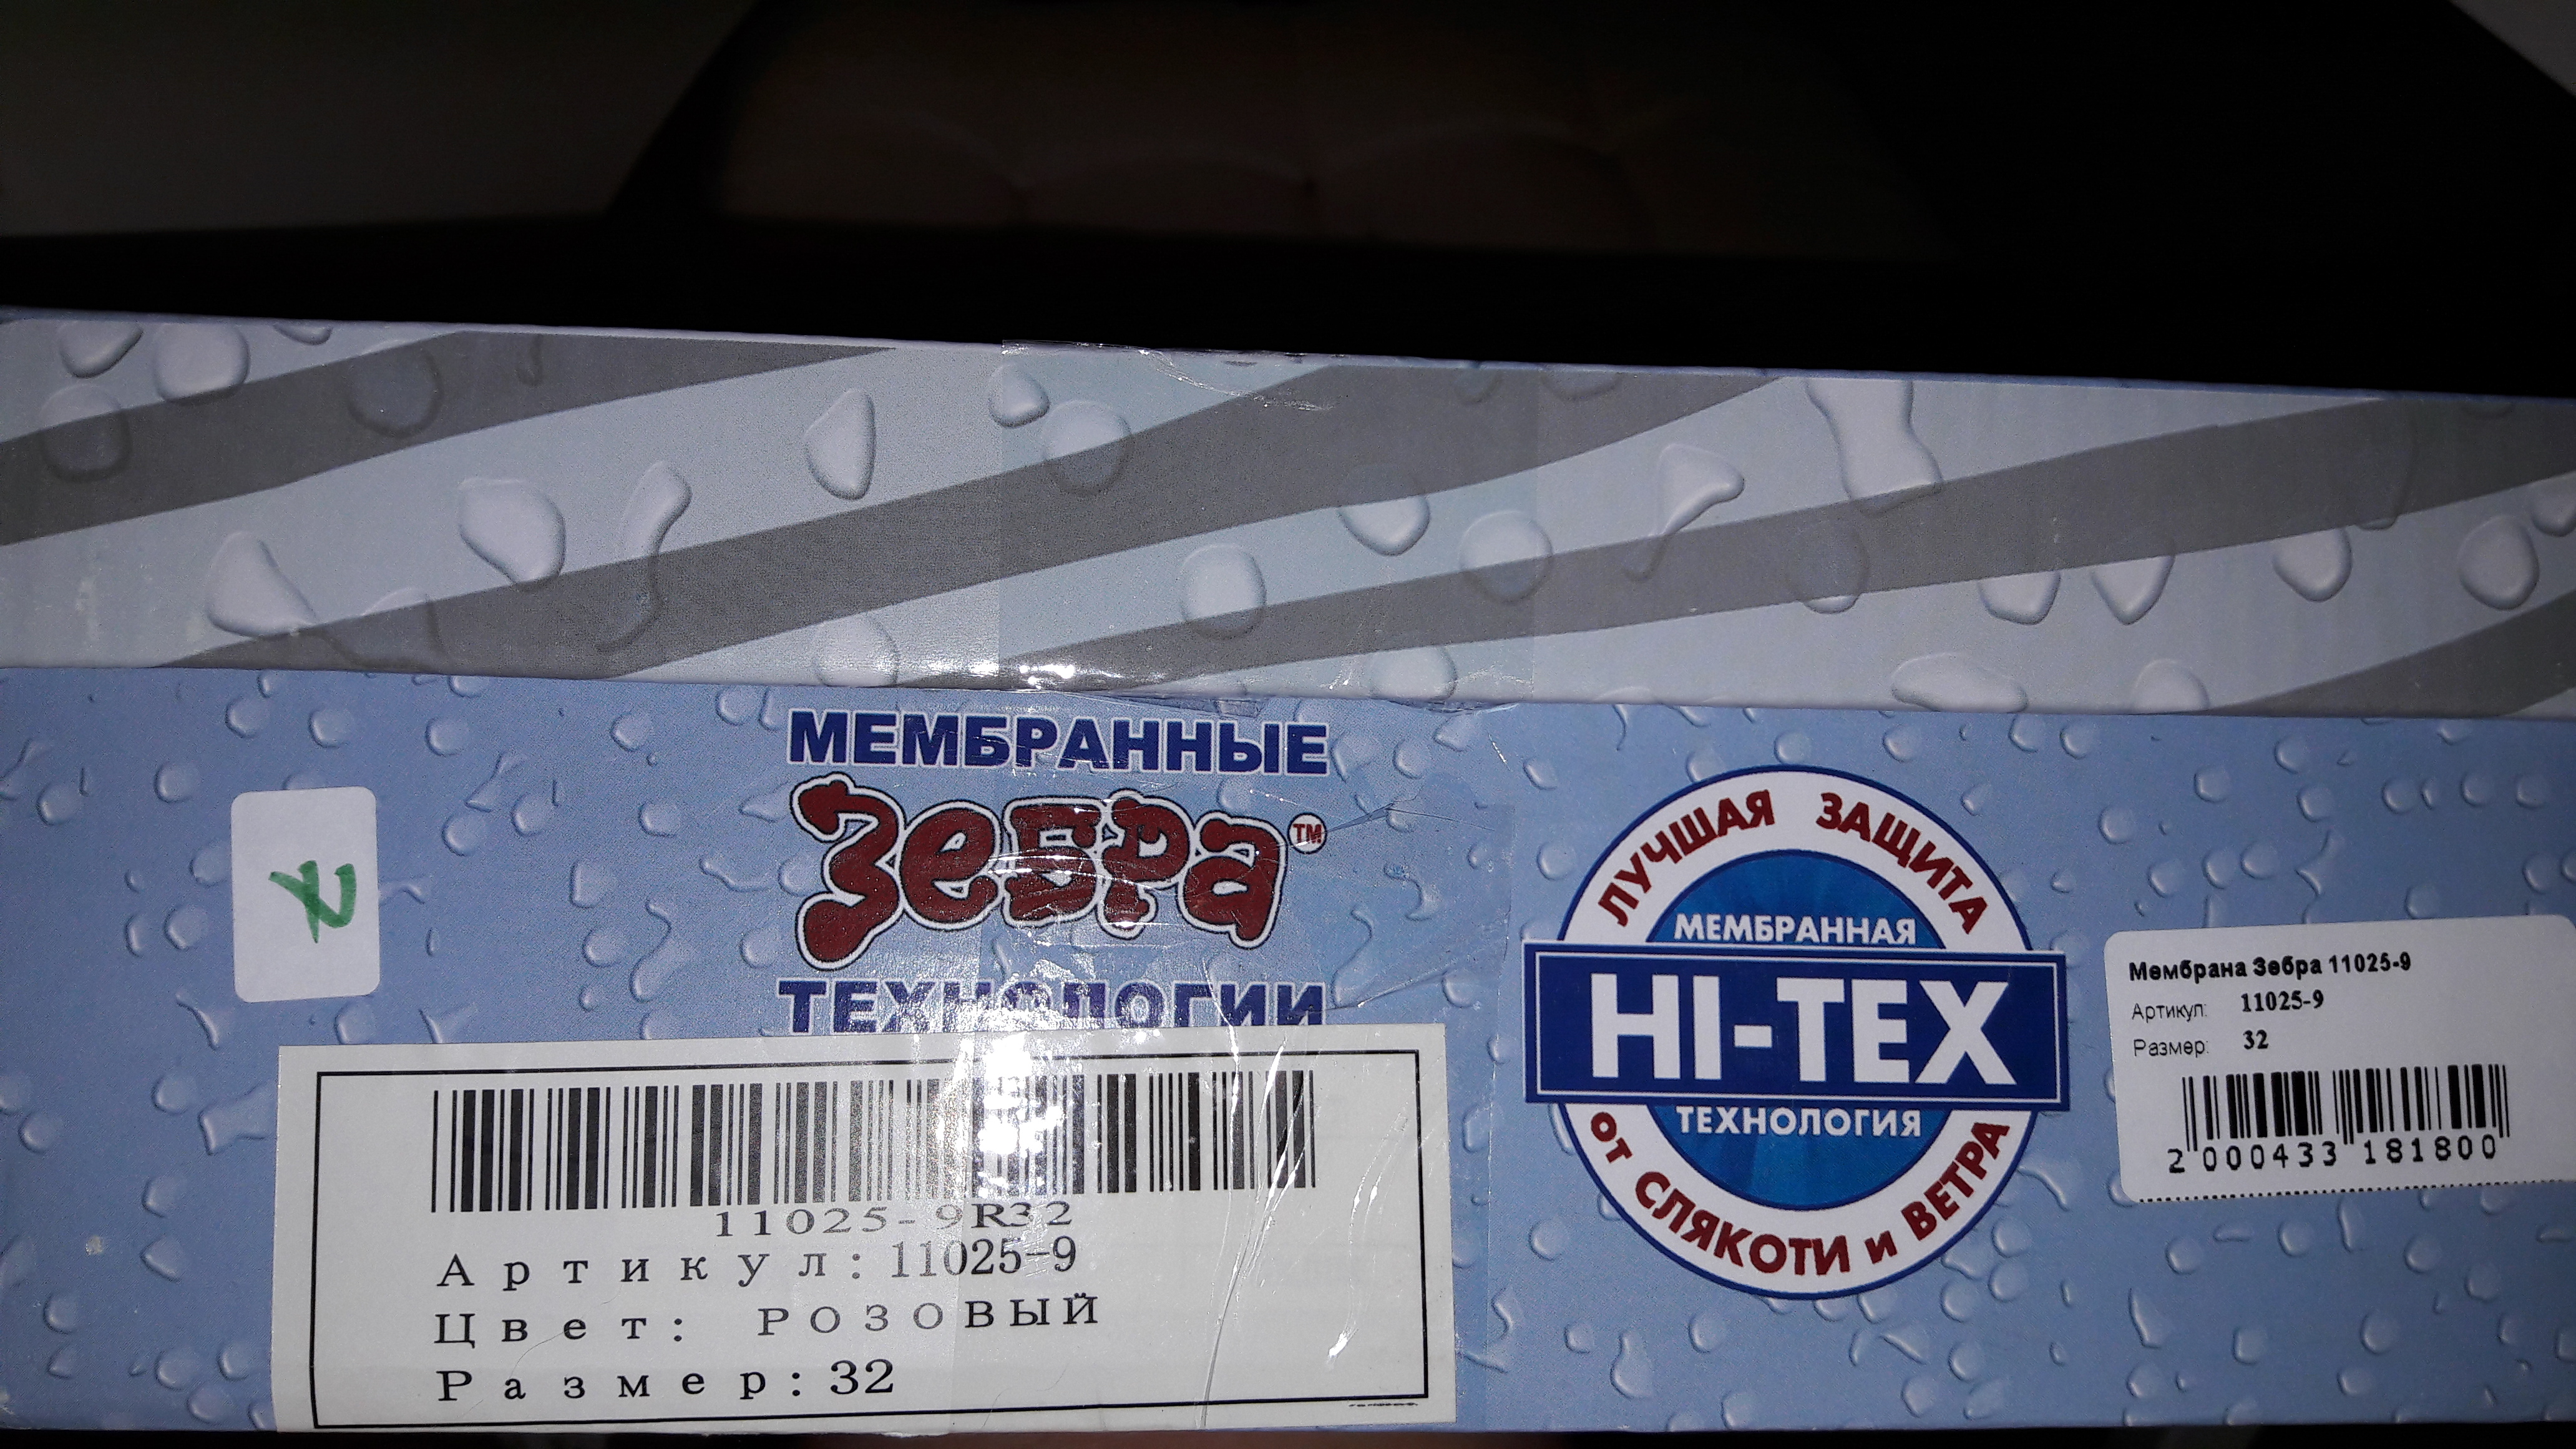 МЕМБРАННЫЕ
Зебра™
ТЕХНОЛОГИИ
11025-9R32
Артикул: 11025-9
Цвет: РОЗОВЫЙ
Размер: 32
ЛУЧШАЯ ЗАЩИТА
МЕМБРАННАЯ
HI-TEX
ТЕХНОЛОГИЯ
от СЛЯКОТИ и ВЕТРА
Мембрана Зебра 11025-9
Артикул: 11025-9
Размер: 32
2 000433 181800